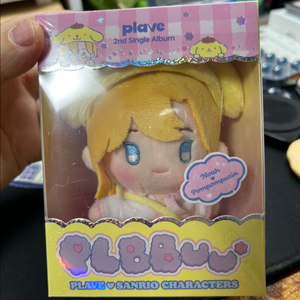 plave
2nd Single Album
Noah
Pompompurin
PLBBUU
PLAVE ♥ SANRIO CHARACTERS